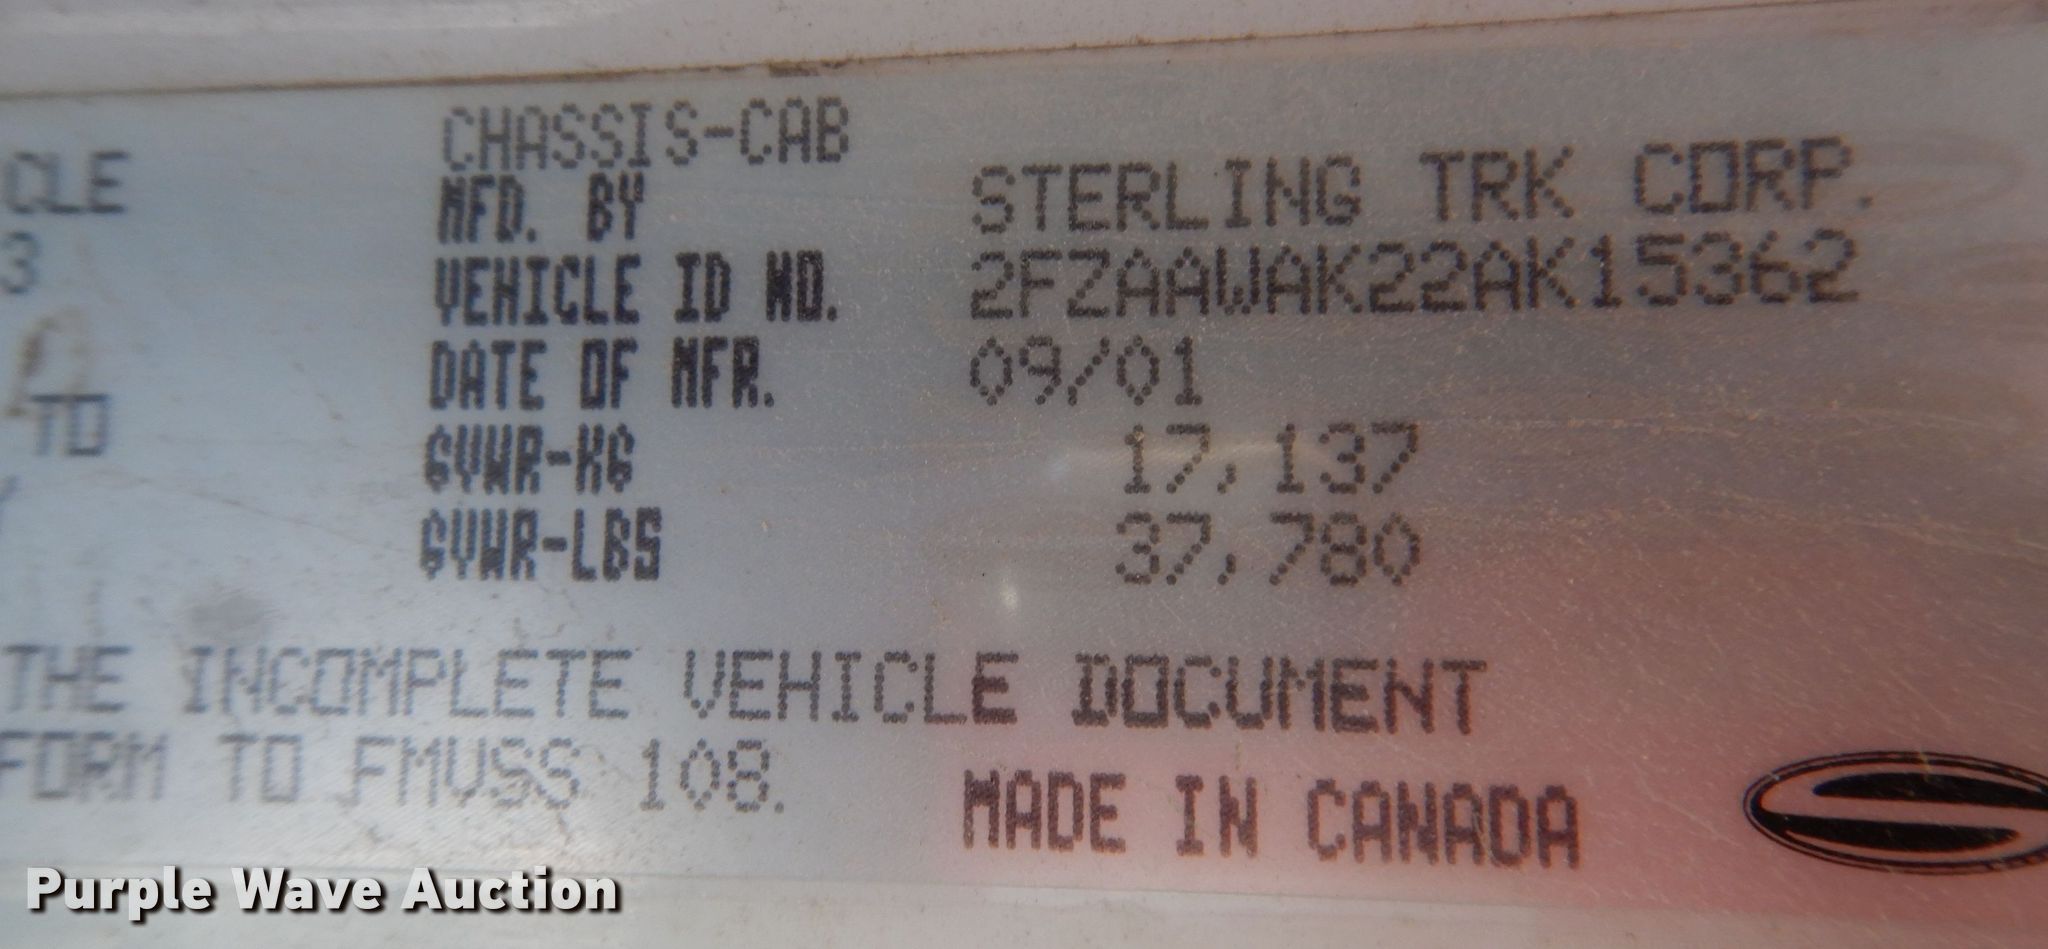 CHASSIS-CAB
CLE MFD. BY STERLING TRK CORP.
3 VEHICLE ID NO. 2FZAAWAK22AK15362
DATE OF MFR. 09/01
TO GVWR-KG 17,137
GVWR-LBS 37,780
THE INCOMPLETE VEHICLE DOCUMENT
FORM TO FMVSS 108.
MADE IN CANADA
Purple Wave Auction